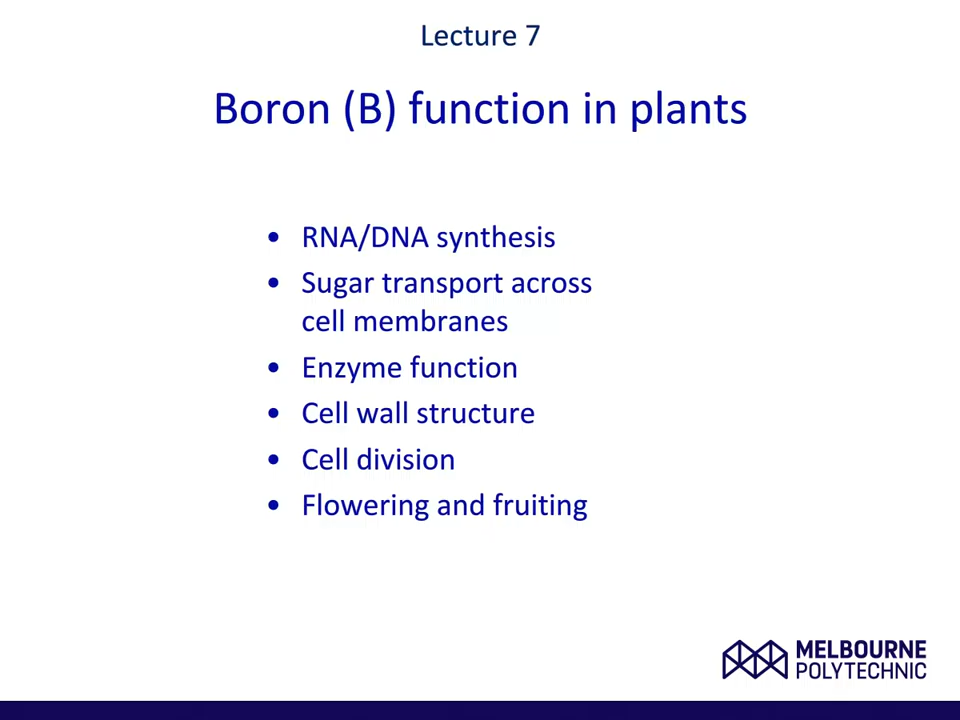 Lecture 7
Boron (B) function in plants
• RNA/DNA synthesis
• Sugar transport across
cell membranes
• Enzyme function
• Cell wall structure
• Cell division
• Flowering and fruiting
MELBOURNE
POLYTECHNIC